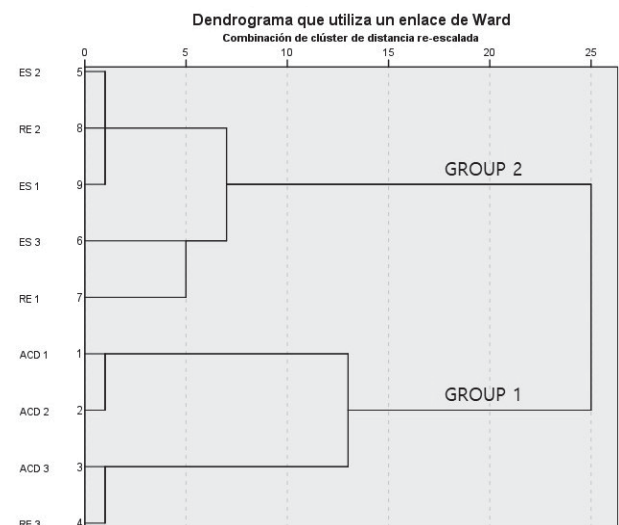 Dendrograma que utiliza un enlace de Ward
Combinación de clúster de distancia re-escalada
0 5 10 15 20 25
ES 2 5
RE 2 8
GROUP 2
ES 1 9
ES 3 6
RE 1 7
ACD 1 1
GROUP 1
ACD 2 2
ACD 3 3
RE 3 4